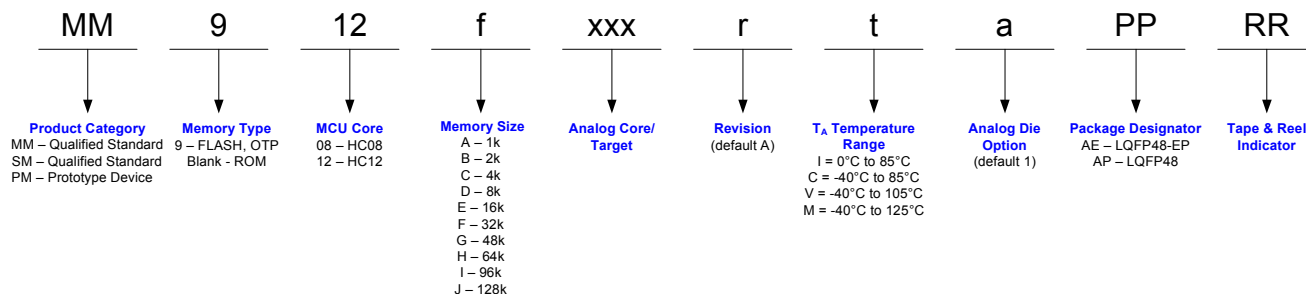 MM 9 12 f xxx r t a PP RR
Product Category
MM – Qualified Standard
SM – Qualified Standard
PM – Prototype Device
Memory Type
9 – FLASH, OTP
Blank - ROM
MCU Core
08 – HC08
12 – HC12
Memory Size
A – 1k
B – 2k
C – 4k
D – 8k
E – 16k
F – 32k
G – 48k
H – 64k
I – 96k
J – 128k
Analog Core/
Target
Revision
(default A)
TA Temperature
Range
I = 0°C to 85°C
C = -40°C to 85°C
V = -40°C to 105°C
M = -40°C to 125°C
Analog Die
Option
(default 1)
Package Designator
AE – LQFP48-EP
AP – LQFP48
Tape & Reel
Indicator